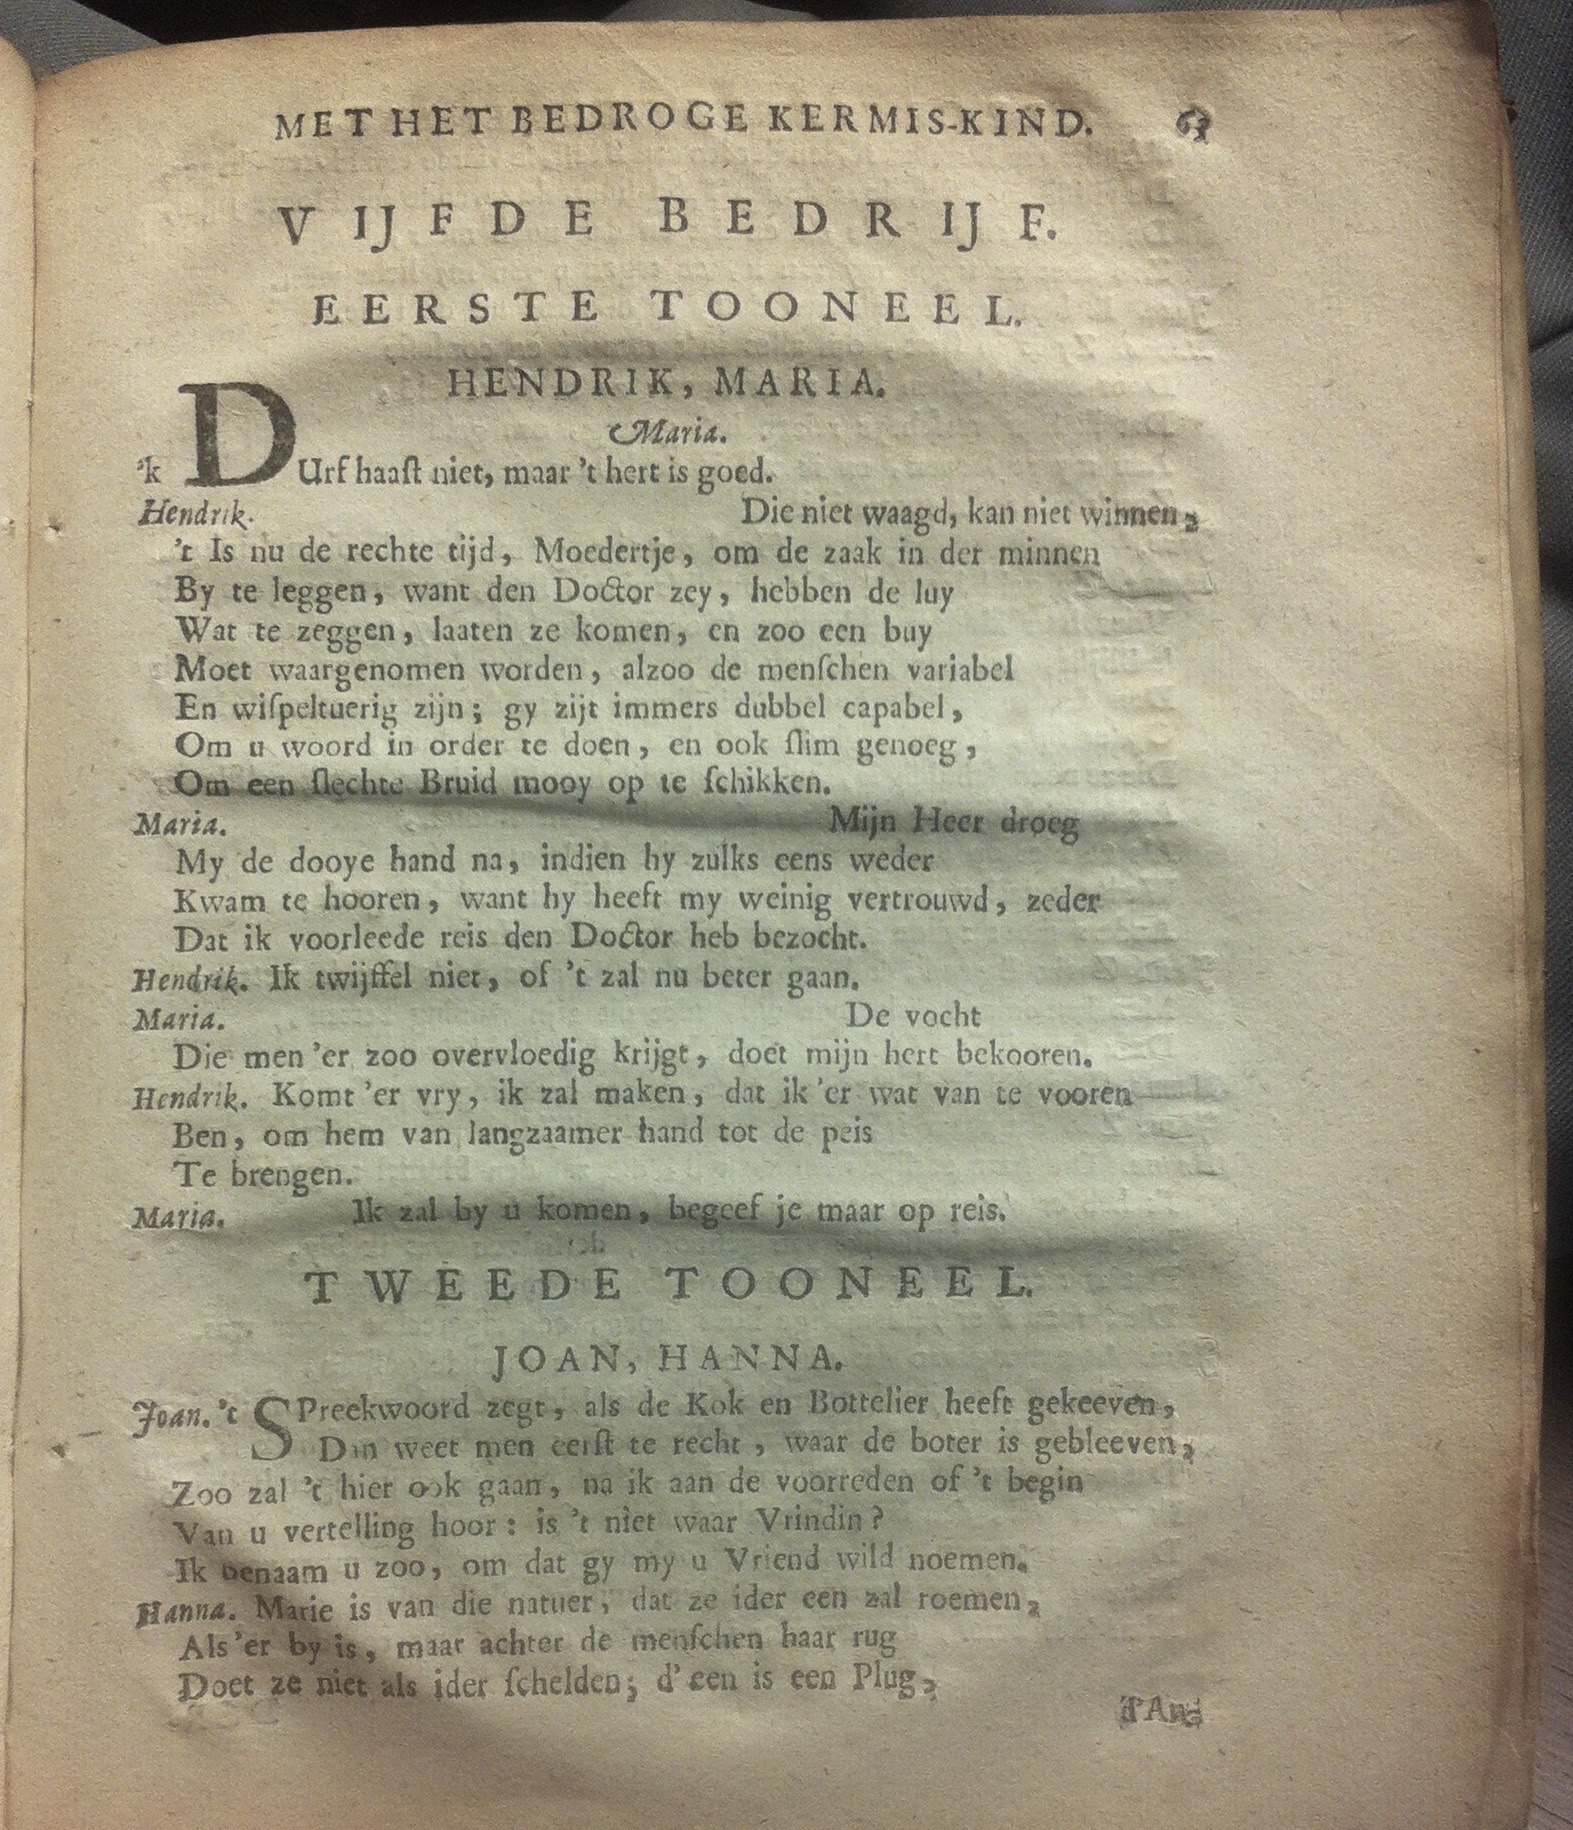 MET HET BEDROGE KERMIS-KIND. 63
VIJFDE BEDRIJF.
EERSTE TOONEEL.
HENDRIK, MARIA.
Maria.
'k DUrf haaſt niet, maar 't hert is goed.
Hendrik. Die niet waagd, kan niet winnen,
't Is nu de rechte tijd, Moedertje, om de zaak in der minnen
By te leggen, want den Doctor zey, hebben de luy
Wat te zeggen, laaten ze komen, en zoo een buy
Moet waargenomen worden, alzoo de menſchen variabel
En wiſpeltuerig zijn; gy zijt immers dubbel capabel,
Om u woord in order te doen, en ook ſlim genoeg,
Om een ſlechte Bruid mooy op te ſchikken.
Maria. Mijn Heer droeg
My de dooye hand na, indien hy zulks eens weder
Kwam te hooren, want hy heeft my weinig vertrouwd, zeder
Dat ik voorleede reis den Doctor heb bezocht.
Hendrik. Ik twijffel niet, of 't zal nu beter gaan.
Maria. De vocht
Die men 'er zoo overvloedig krijgt, doet mijn hert bekooren.
Hendrik. Komt 'er vry, ik zal maken, dat ik 'er wat van te vooren
Ben, om hem van langzaamer hand tot de peis
Te brengen.
Maria. Ik zal by u komen, begeef je maar op reis.
TWEEDE TOONEEL.
JOAN, HANNA.
Joan. 't SPreekwoord zegt, als de Kok en Bottelier heeft gekeeven,
Dan weet men eerſt te recht, waar de boter is gebleeven,
Zoo zal 't hier ook gaan, na ik aan de voorreden of 't begin
Van u vertelling hoor: is 't niet waar Vrindin?
Ik benaam u zoo, om dat gy my u Vriend wild noemen.
Hanna. Marie is van die natuer, dat ze ider een zal roemen,
Als 'er by is, maar achter de menſchen haar rug
Doet ze niet als ider ſchelden; d' een is een Plug,
d'An-